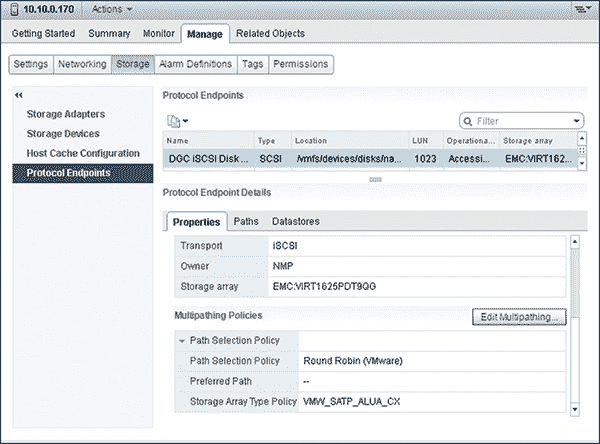 10.10.0.170 Actions
Getting Started Summary Monitor Manage Related Objects
Settings Networking Storage Alarm Definitions Tags Permissions
Storage Adapters
Storage Devices
Host Cache Configuration
Protocol Endpoints
Protocol Endpoints
Filter
Name Type Location LUN Operationa... Storage array
DGC iSCSI Disk ... SCSI /vmfs/devices/disks/na... 1023 Accessi... EMC:VIRT162...
Protocol Endpoint Details
Properties Paths Datastores
Transport iSCSI
Owner NMP
Storage array EMC:VIRT1625PDT9QG
Multipathing Policies Edit Multipathing...
Path Selection Policy
Path Selection Policy Round Robin (VMware)
Preferred Path --
Storage Array Type Policy VMW_SATP_ALUA_CX